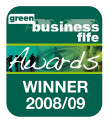 green
business
fife
Awards
WINNER
2008/09